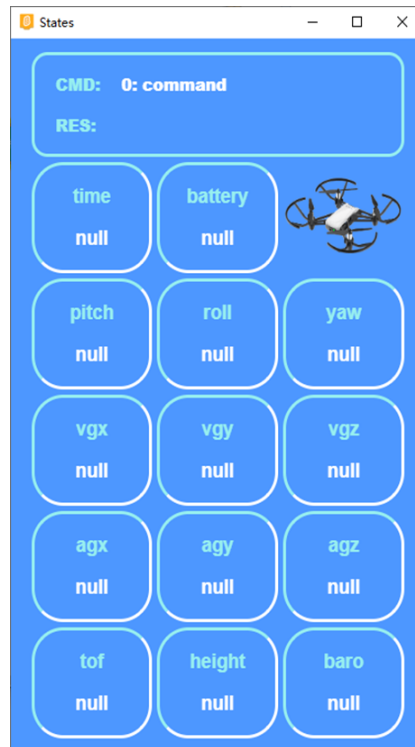 States
CMD: 0: command
RES:
time battery
null null
pitch roll yaw
null null null
vgx vgy vgz
null null null
agx agy agz
null null null
tof height baro
null null null